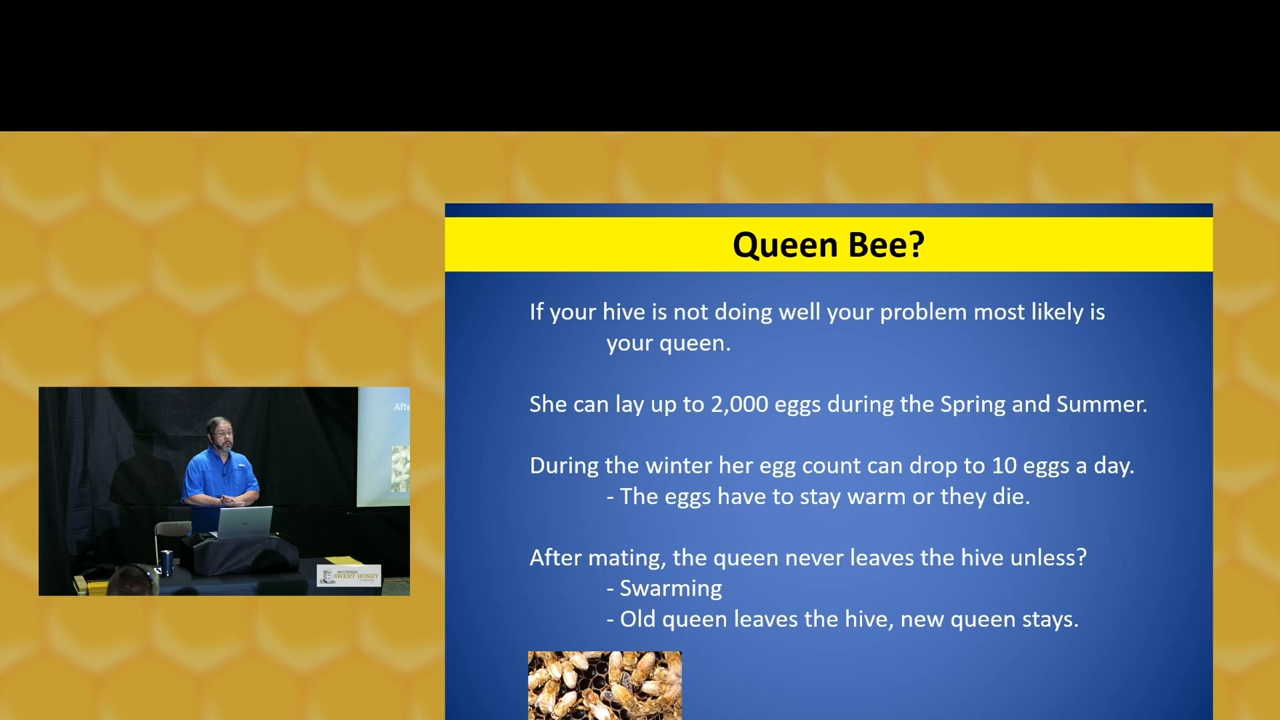 Queen Bee?
If your hive is not doing well your problem most likely is
your queen.
She can lay up to 2,000 eggs during the Spring and Summer.
During the winter her egg count can drop to 10 eggs a day.
- The eggs have to stay warm or they die.
After mating, the queen never leaves the hive unless?
- Swarming
- Old queen leaves the hive, new queen stays.
Afte
SWEET HONEY